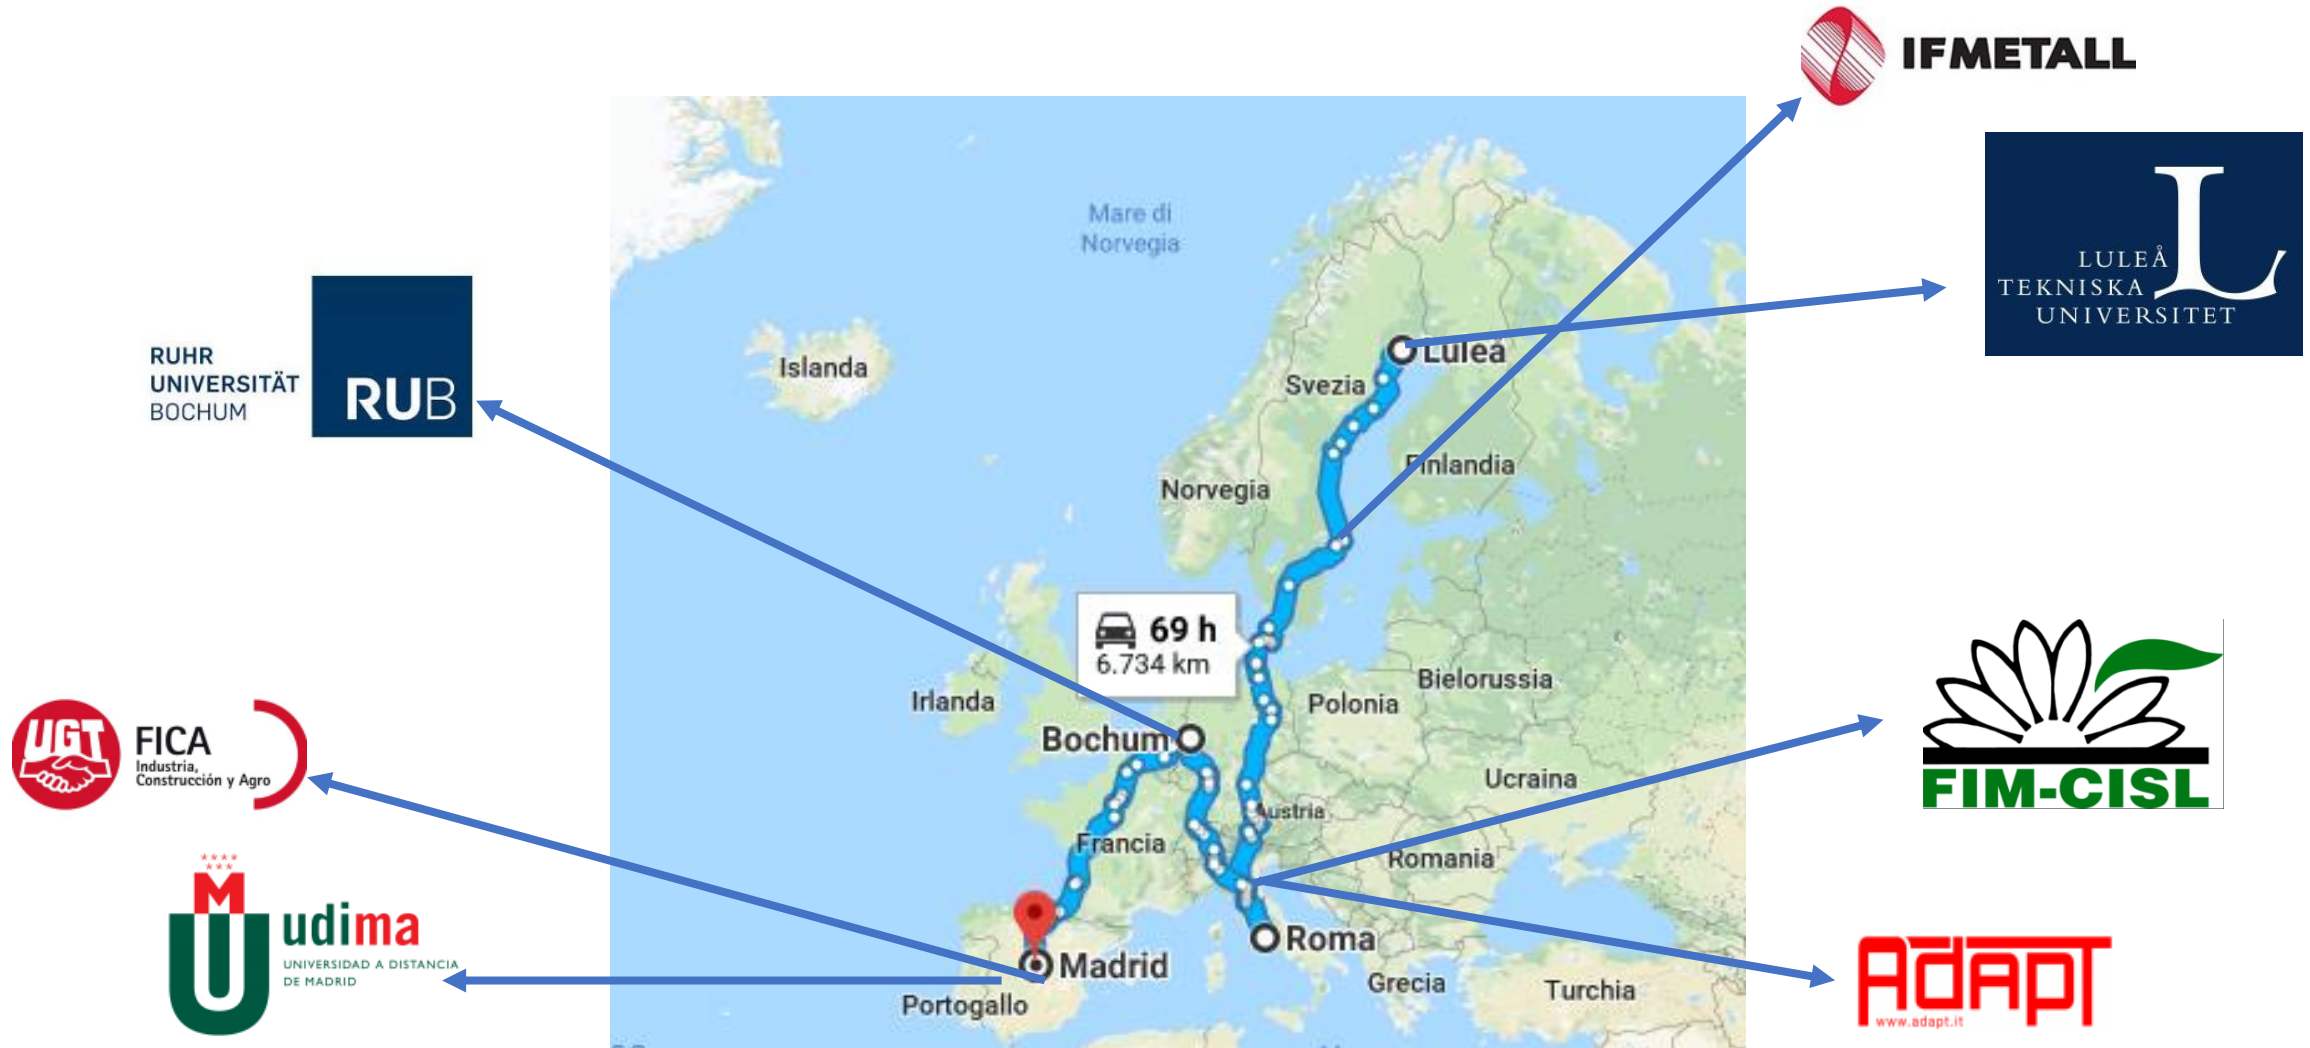 IFMETALL
LULEÅ
TEKNISKA
UNIVERSITET
L
Mare di
Norvegia
RUHR
UNIVERSITÄT
BOCHUM
RUB
Islanda
Luleå
Svezia
Finlandia
Norvegia
69 h
6.734 km
Irlanda
Bielorussia
Polonia
Bochum
UGT
FICA
Industria,
Construcción y Agro
Ucraina
Austria
FIM-CISL
Francia
Romania
udima
UNIVERSIDAD A DISTANCIA
DE MADRID
Roma
Madrid
Grecia
Turchia
Portogallo
ADAPT
www.adapt.it